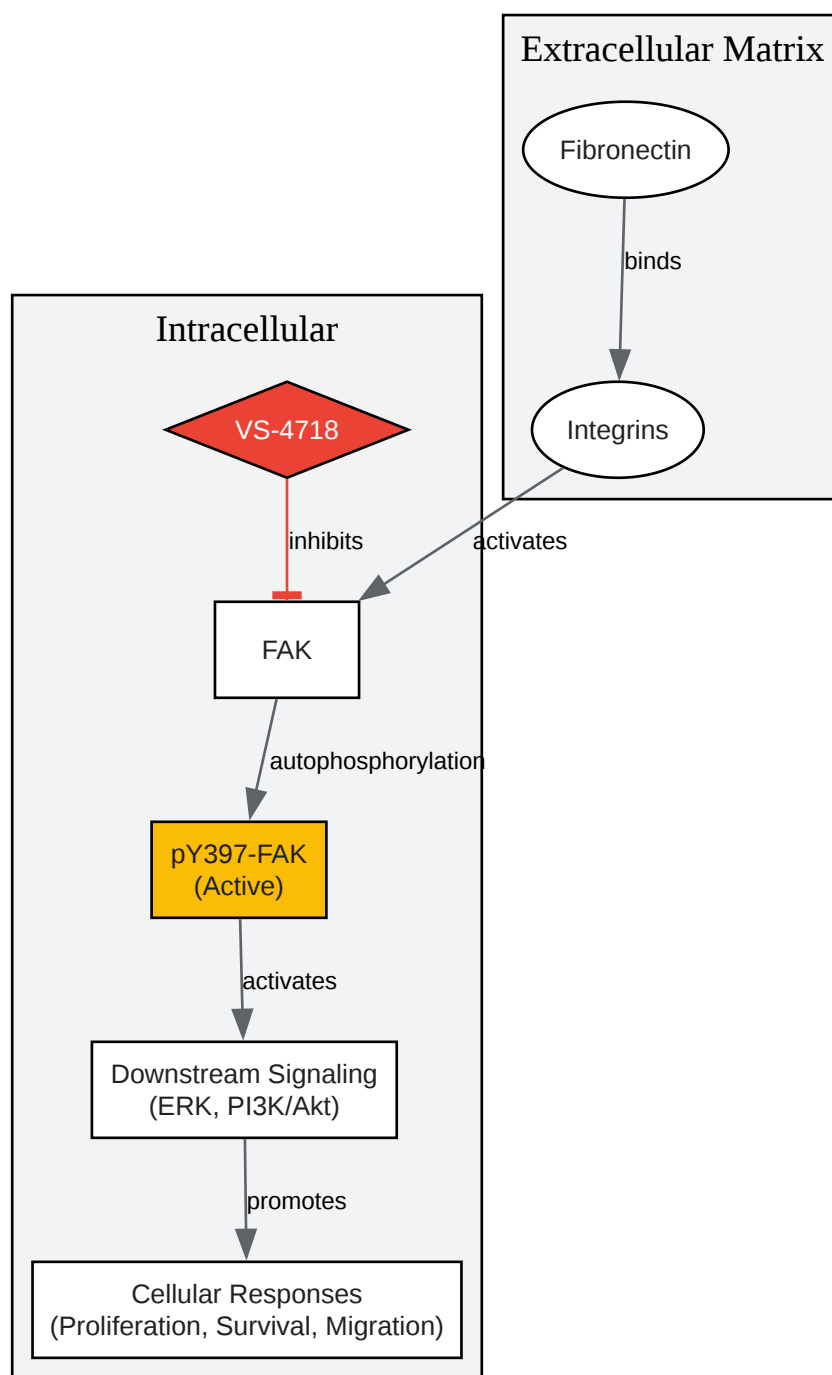 Extracellular Matrix
Fibronectin
binds
Intracellular
VS-4718
Integrins
inhibits
activates
FAK
autophosphorylation
pY397-FAK
(Active)
activates
Downstream Signaling
(ERK, PI3K/Akt)
promotes
Cellular Responses
(Proliferation, Survival, Migration)